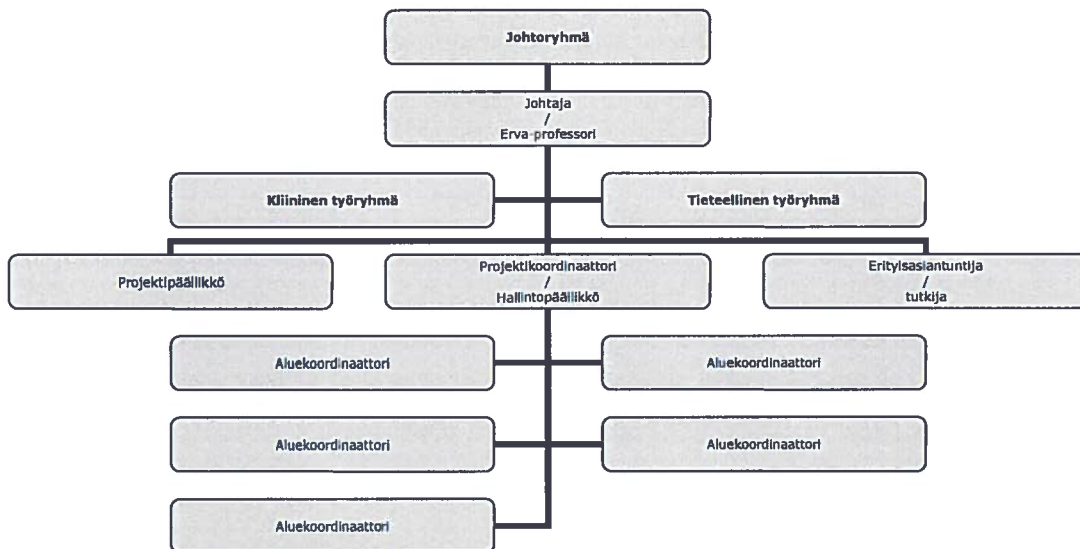 Johtoryhmä
Johtaja
/
Erva-professori
Kliininen työryhmä
Tieteellinen työryhmä
Projektipäällikkö
Projektikoordinaattori
/
Hallintopäällikkö
Erityisasiantuntija
/
tutkija
Aluekoordinaattori
Aluekoordinaattori
Aluekoordinaattori
Aluekoordinaattori
Aluekoordinaattori